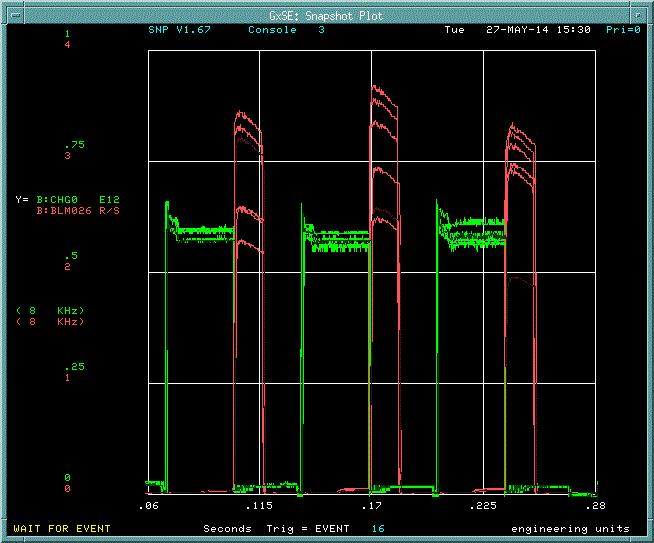 GxSE: Snapshot Plot
SNP V1.67 Console 3 Tue 27-MAY-14 15:30 Pri=0
1
4
.75
3
Y= B:CHG0 E12
B:BLM026 R/S
.5
2
( 8 KHz)
( 8 KHz)
.25
1
0
0
.06 .115 .17 .225 .28
WAIT FOR EVENT Seconds Trig = EVENT 16 engineering units